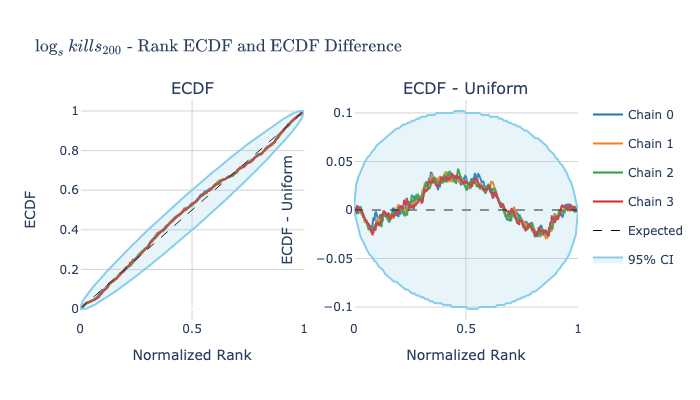 log_s kills_200 - Rank ECDF and ECDF Difference
ECDF
ECDF - Uniform
ECDF
1
0.8
0.6
0.4
0.2
0
0
0.5
1
Normalized Rank
ECDF - Uniform
0.1
0.05
0
−0.05
−0.1
0
0.5
1
Normalized Rank
Chain 0
Chain 1
Chain 2
Chain 3
Expected
95% CI